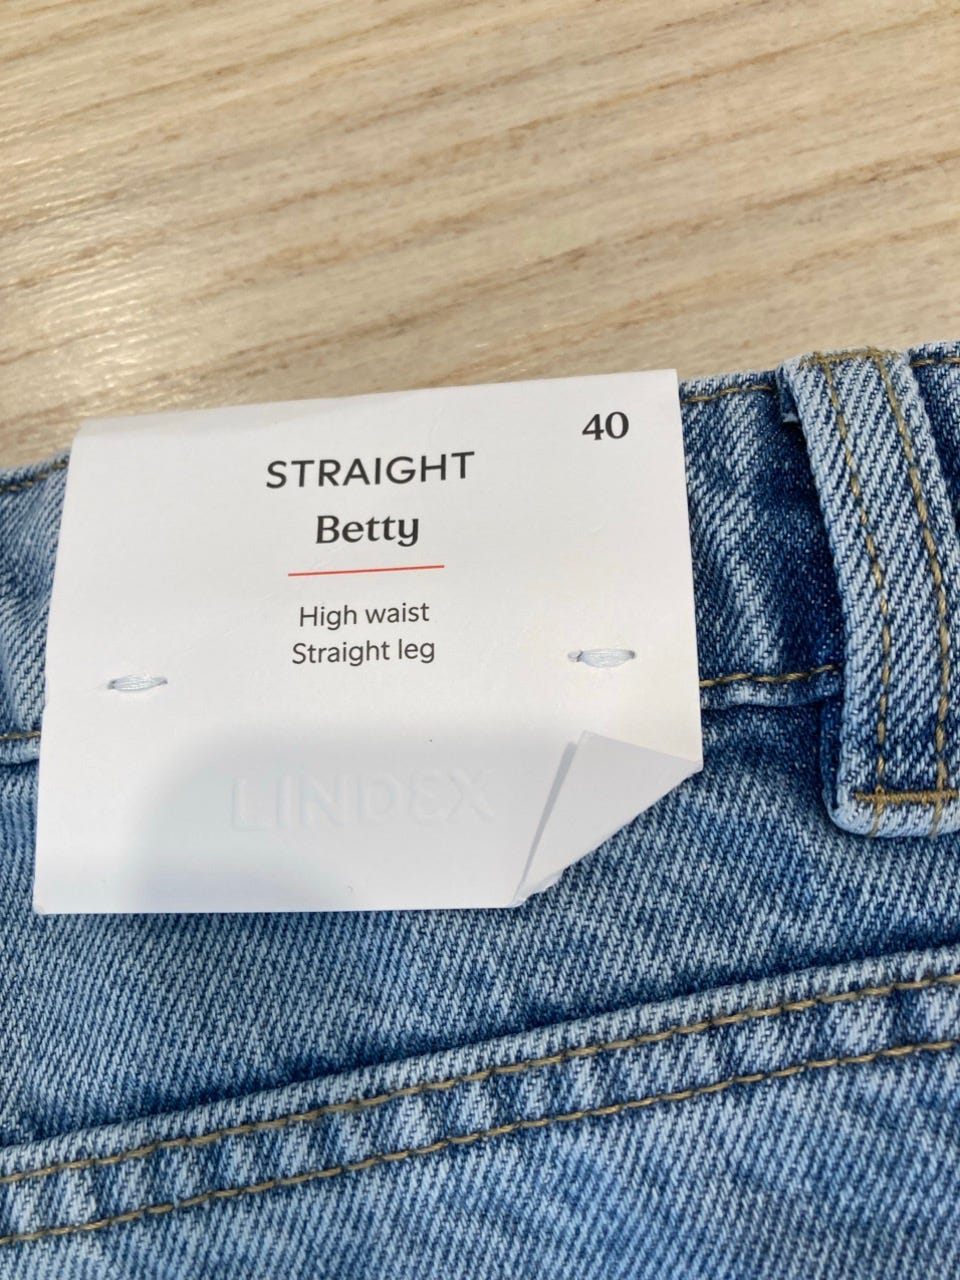 40
STRAIGHT
Betty
High waist
Straight leg
LINDEX